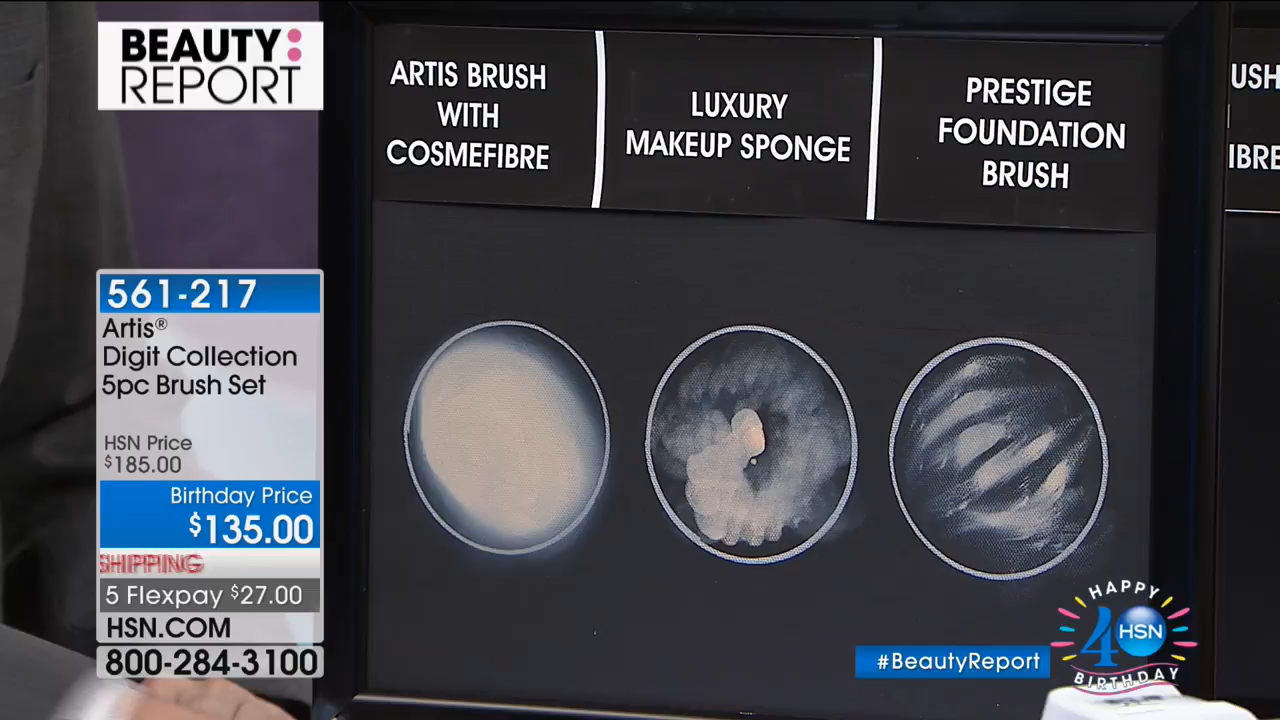 BEAUTY:
REPORT
ARTIS BRUSH
WITH
COSMEFIBRE
LUXURY
MAKEUP SPONGE
PRESTIGE
FOUNDATION
BRUSH
USH
IBRE
561-217
Artis®
Digit Collection
5pc Brush Set
HSN Price
$185.00
Birthday Price
$135.00
SHIPPING
5 Flexpay $27.00
HSN.COM
800-284-3100
#BeautyReport
HAPPY
40 HSN
BIRTHDAY